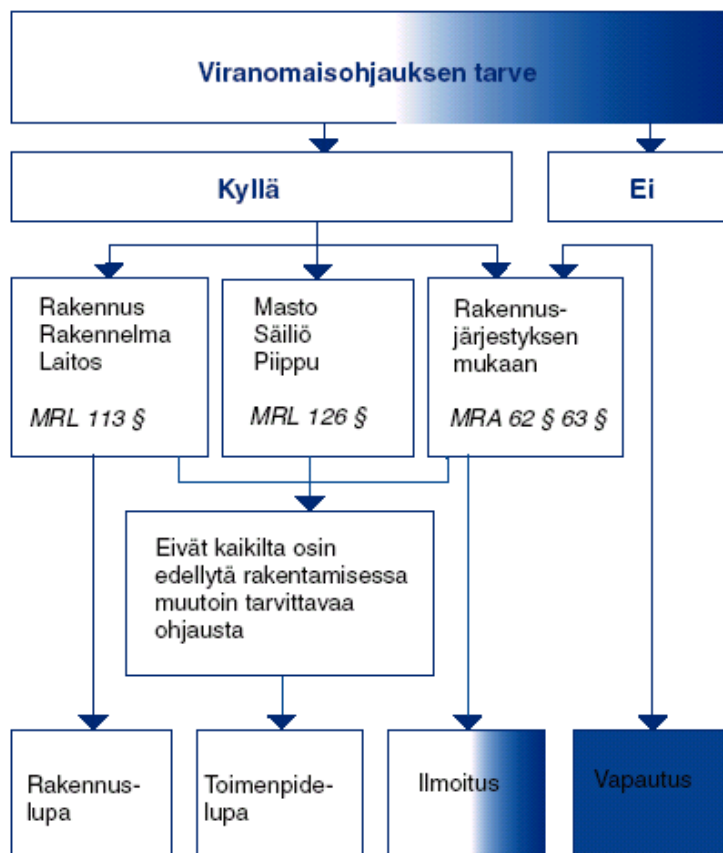 Viranomaisohjauksen tarve
Kyllä
Ei
Rakennus
Rakennelma
Laitos
MRL 113 §
Masto
Säiliö
Piippu
MRL 126 §
Rakennus-
järjestyksen
mukaan
MRA 62 § 63 §
Eivät kaikilta osin
edellytä rakentamisessa
muutoin tarvittavaa
ohjausta
Rakennus-
lupa
Toimenpide-
lupa
Ilmoitus
Vapautus